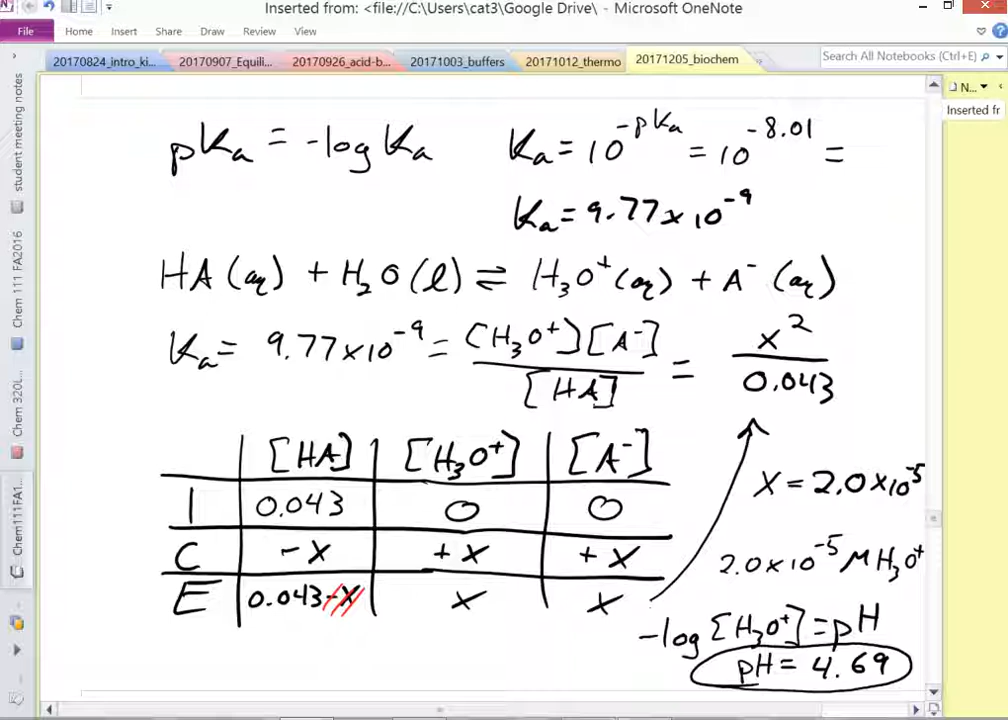 Inserted from: <file://C:\Users\cat3\Google Drive\ - Microsoft OneNote
File Home Insert Share Draw Review View
20170824_intro_ki... 20170907_Equili... 20170926_acid-b... 20171003_buffers 20171012_thermo 20171205_biochem Search All Notebooks (Ctrl+E)
N...
Inserted fr
student meeting notes
Chem 111 FA2016
Chem 320L
Chem111FA1
pKa = -log Ka
Ka = 10^-pKa = 10^-8.01 =
Ka = 9.77x10^-9
HA (aq) + H2O (l) ⇌ H3O+ (aq) + A- (aq)
Ka = 9.77x10^-9 = [H3O+][A-] / [HA] = x^2 / 0.043
[HA] [H3O+] [A-]
I 0.043 0 0
C -x +x +x
E 0.043-x x x
x = 2.0x10^-5
2.0x10^-5 M H3O+
-log [H3O+] = pH
pH = 4.69